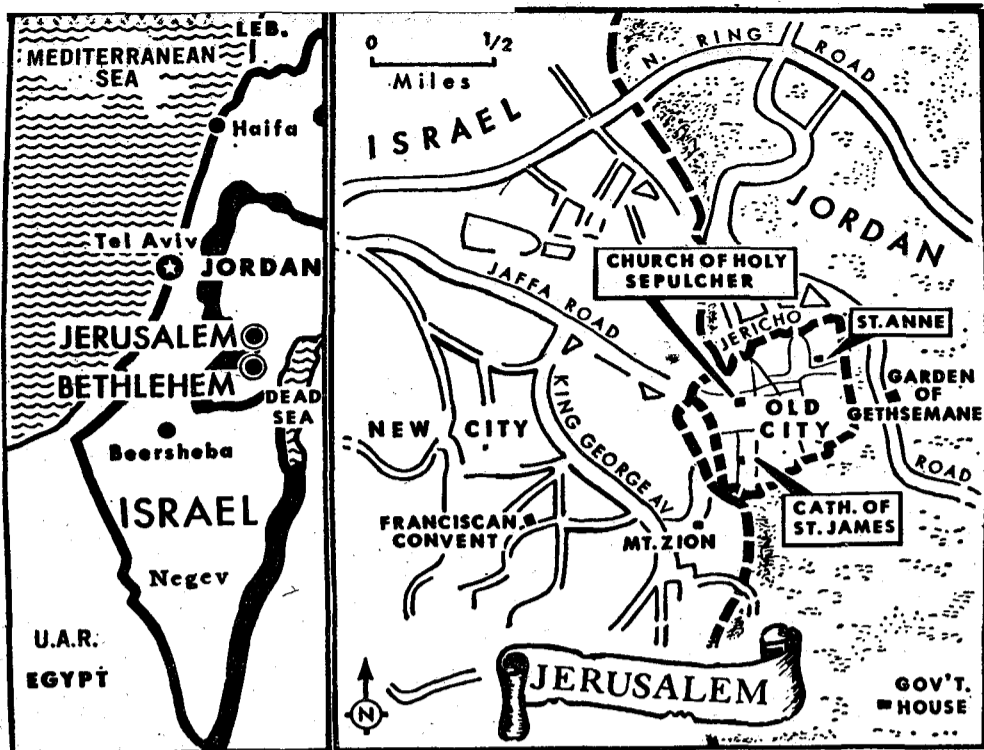 LEB.
MEDITERRANEAN
SEA
Haifa
Tel Aviv
JORDAN
JERUSALEM
BETHLEHEM
DEAD
SEA
Beersheba
ISRAEL
Negev
U.A.R.
EGYPT
0 1/2
Miles
N. RING ROAD
ISRAEL
JORDAN
CHURCH OF HOLY
SEPULCHER
JAFFA ROAD
JERICHO
ST. ANNE
GARDEN
OF
GETHSEMANE
OLD
CITY
NEW CITY
KING GEORGE AV.
ROAD
CATH. OF
ST. JAMES
FRANCISCAN
CONVENT
MT. ZION
JERUSALEM
N
GOV'T.
HOUSE